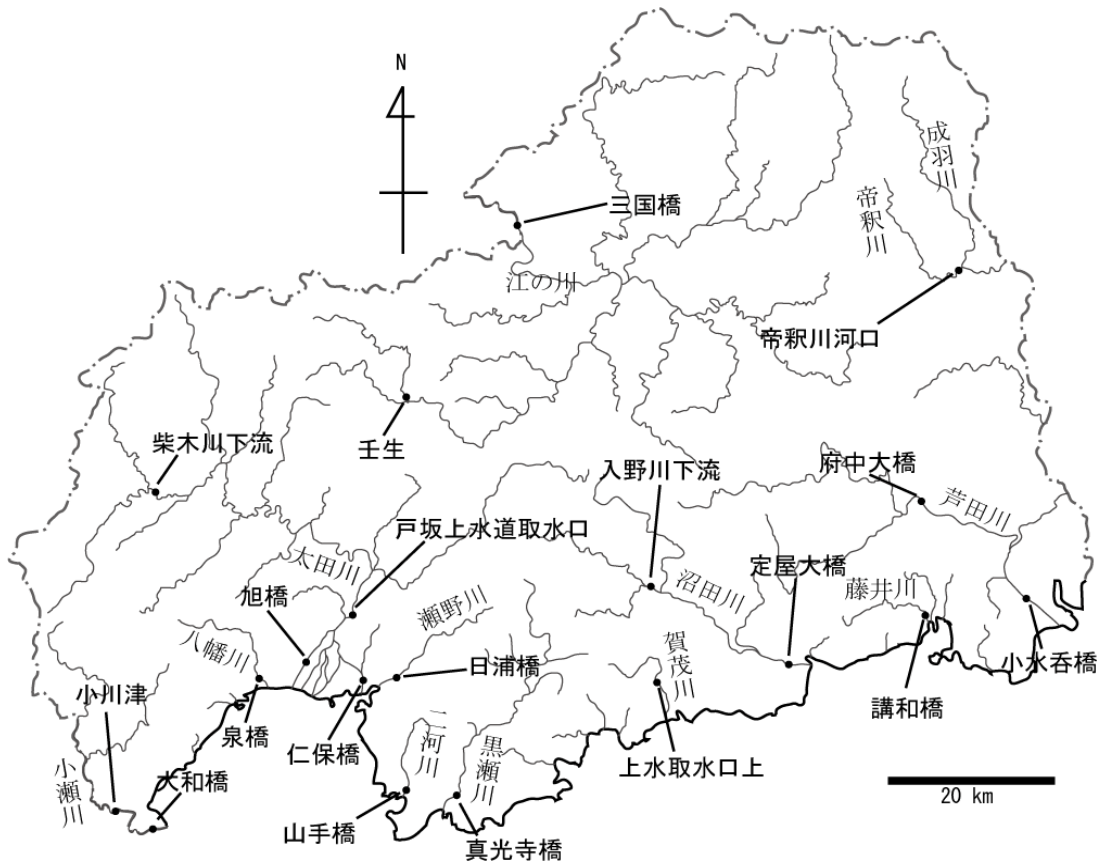 N
成羽川
帝釈川
三国橋
江の川
帝釈川河口
柴木川下流
壬生
入野川下流
府中大橋
芦田川
戸坂上水道取水口
太田川
旭橋
瀬野川
沼田川
定屋大橋
藤井川
八幡川
賀茂川
日浦橋
小水呑橋
小川津
泉橋
仁保橋
二河川
黒瀬川
上水取水口上
講和橋
小瀬川
大和橋
山手橋
真光寺橋
20 km